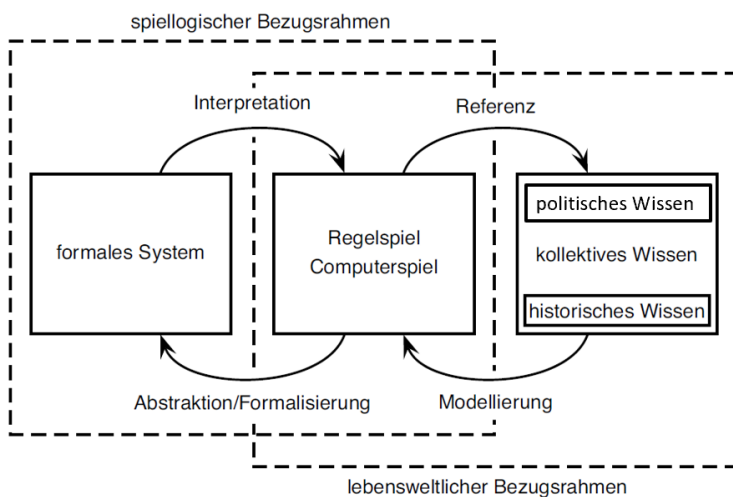 spiellogischer Bezugsrahmen
Interpretation
Referenz
formales System
Regelspiel
Computerspiel
politisches Wissen
kollektives Wissen
historisches Wissen
Abstraktion/Formalisierung
Modellierung
lebensweltlicher Bezugsrahmen